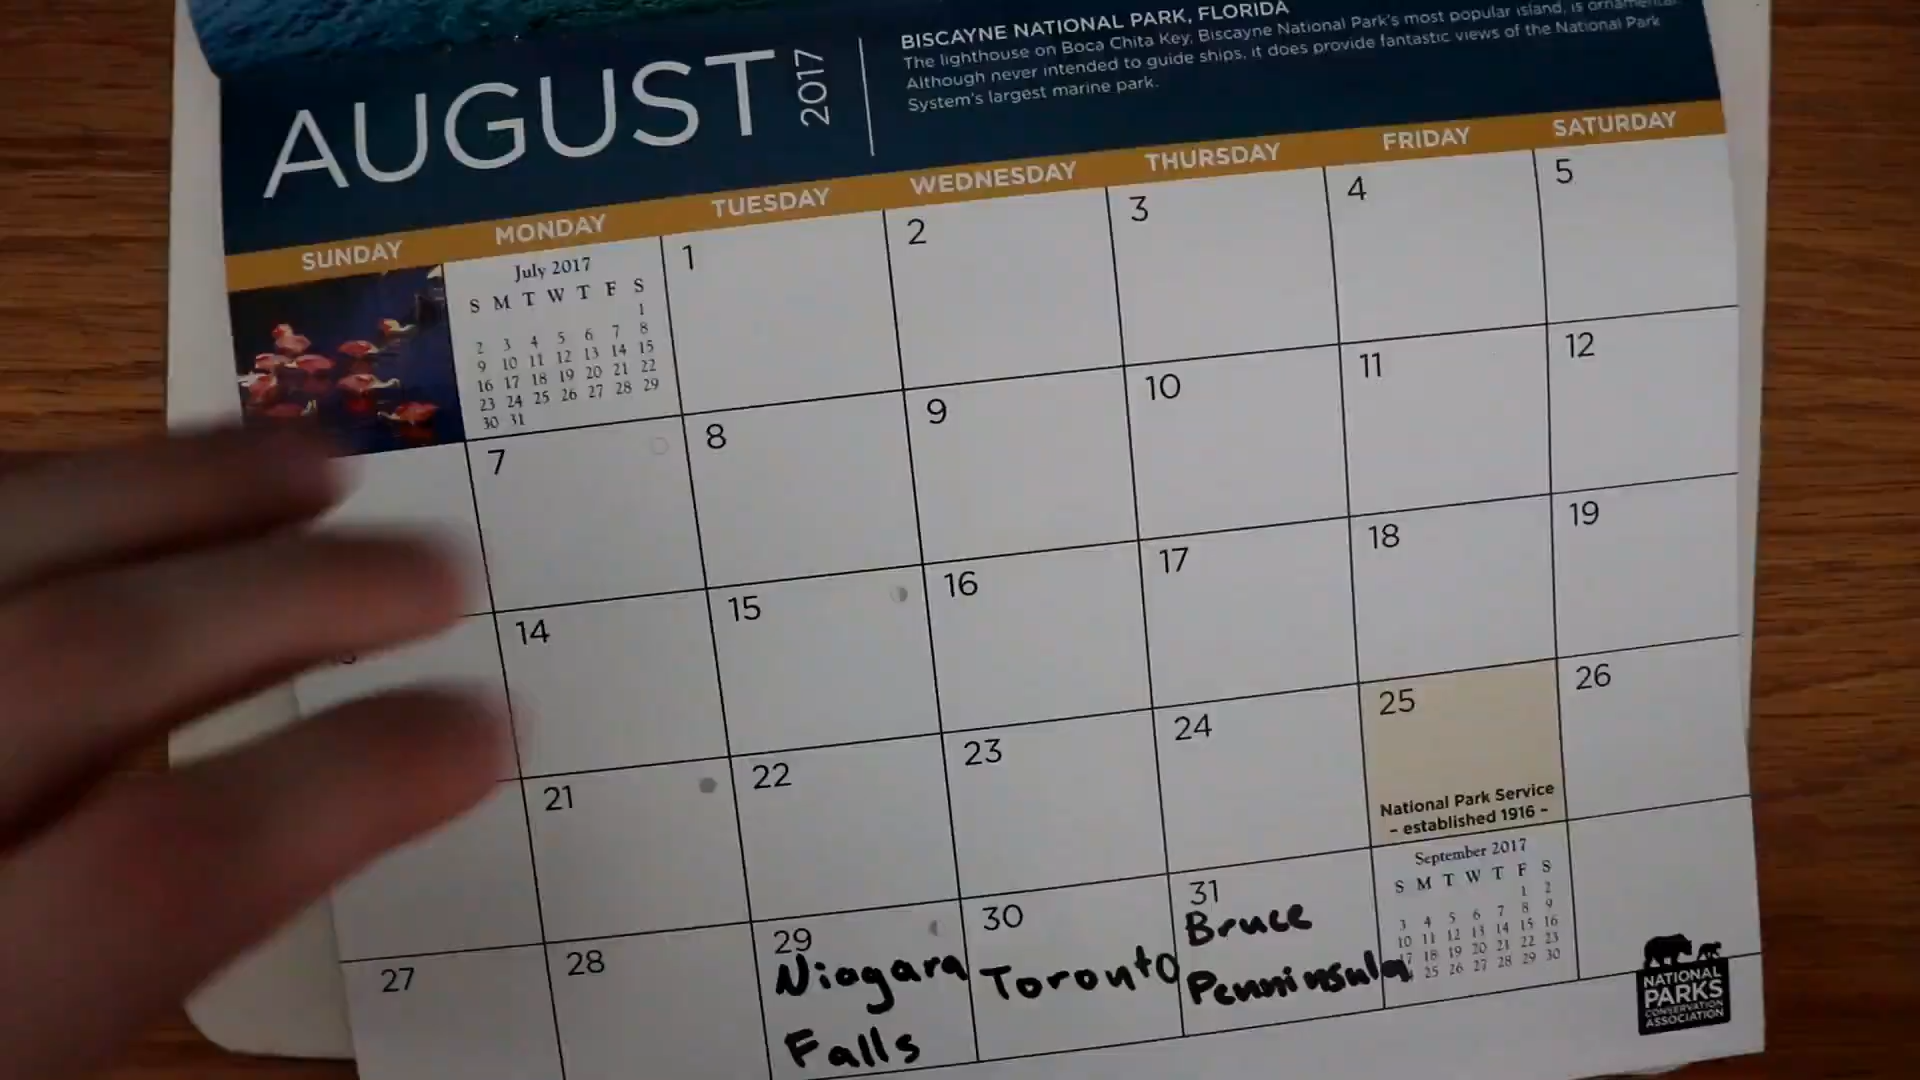 AUGUST 2017
BISCAYNE NATIONAL PARK, FLORIDA
The lighthouse on Boca Chita Key, Biscayne National Park's most popular island, is ornamental.
Although never intended to guide ships, it does provide fantastic views of the National Park
System's largest marine park.
SUNDAY MONDAY TUESDAY WEDNESDAY THURSDAY FRIDAY SATURDAY
July 2017
S M T W T F S
1
2 3 4 5 6 7 8
9 10 11 12 13 14 15
16 17 18 19 20 21 22
23 24 25 26 27 28 29
30 31
1 2 3 4 5
7 8 9 10 11 12
14 15 16 17 18 19
21 22 23 24 25 26
National Park Service
- established 1916 -
27 28 29 30 31
Niagara
Falls
Toronto
Bruce
Penninsula
September 2017
S M T W T F S
1 2
3 4 5 6 7 8 9
10 11 12 13 14 15 16
18 19 20 21 22 23
25 26 27 28 29 30
NATIONAL
PARKS
CONSERVATION
ASSOCIATION